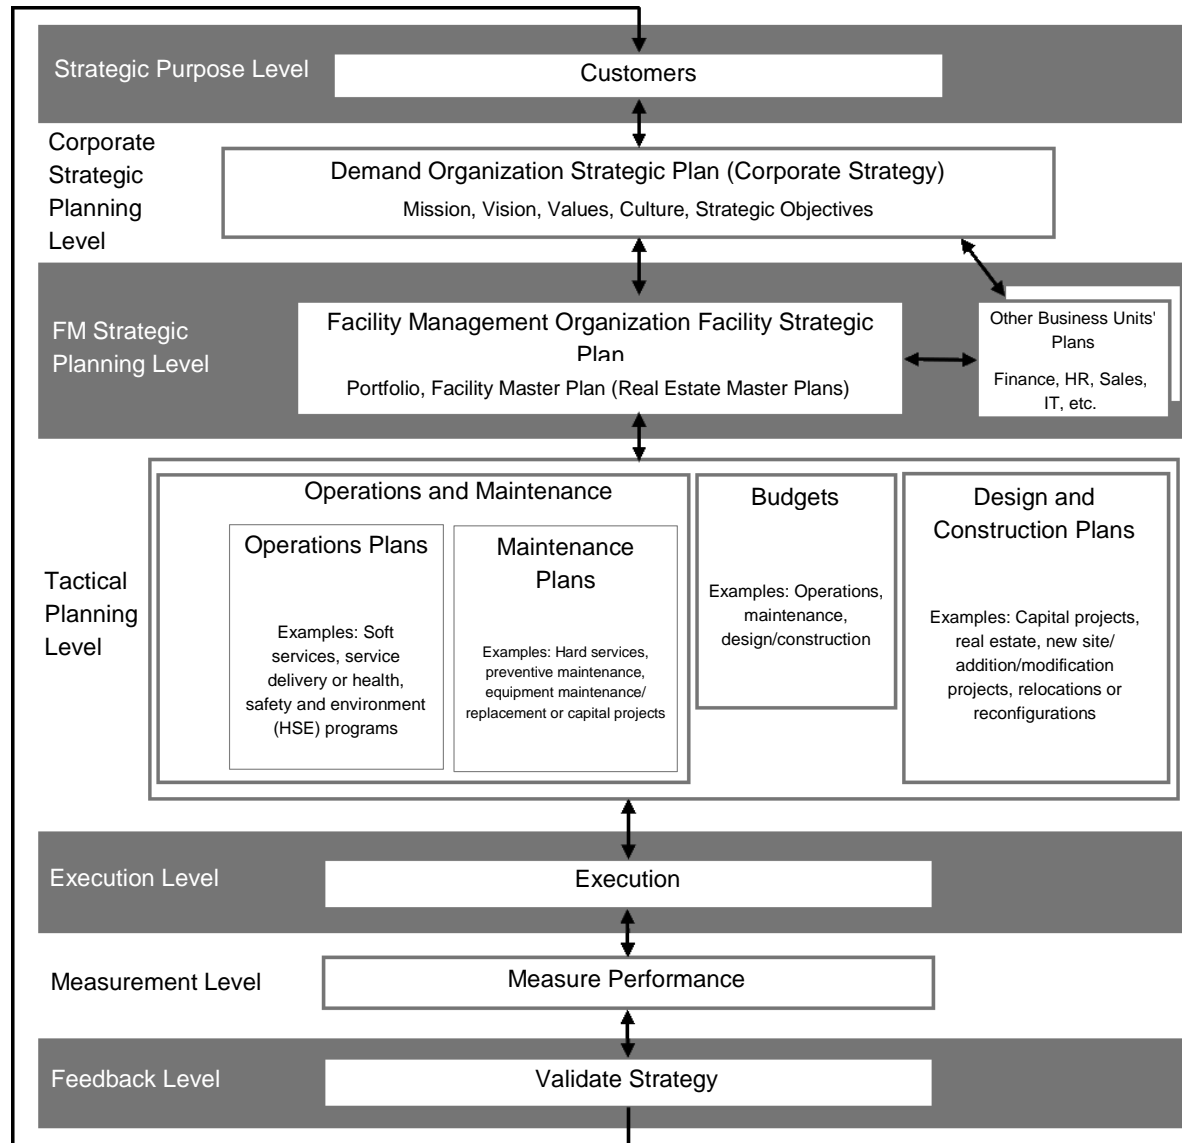 Strategic Purpose Level
Customers
Corporate
Strategic
Planning
Level
Demand Organization Strategic Plan (Corporate Strategy)
Mission, Vision, Values, Culture, Strategic Objectives
FM Strategic
Planning Level
Facility Management Organization Facility Strategic
Plan
Portfolio, Facility Master Plan (Real Estate Master Plans)
Other Business Units'
Plans
Finance, HR, Sales,
IT, etc.
Tactical
Planning
Level
Operations and Maintenance
Operations Plans
Examples: Soft
services, service
delivery or health,
safety and environment
(HSE) programs
Maintenance
Plans
Examples: Hard services,
preventive maintenance,
equipment maintenance/
replacement or capital projects
Budgets
Examples: Operations,
maintenance,
design/construction
Design and
Construction Plans
Examples: Capital projects,
real estate, new site/
addition/modification
projects, relocations or
reconfigurations
Execution Level
Execution
Measurement Level
Measure Performance
Feedback Level
Validate Strategy